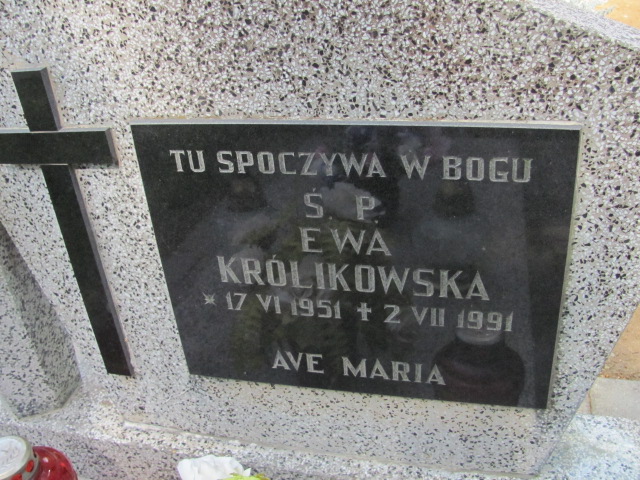 TU SPOCZYWA W BOGU
Ś. P.
EWA
KRÓLIKOWSKA
* 17 VI 1951 ✝ 2 VII 1991
AVE MARIA